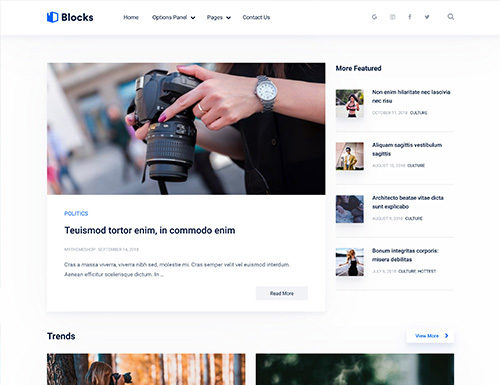 Blocks
Home Options Panel Pages Contact Us
More Featured
Non enim hilaritate nec lascivia
nec risu
OCTOBER 11, 2018 CULTURE
Aliquam sagittis vestibulum
sagittis
AUGUST 10, 2018 CULTURE
Architecto beatae vitae dicta
sunt explicabo
AUGUST 9, 2018 CULTURE
Bonum integritas corporis:
misera debilitas
JULY 6, 2018 CULTURE, HOTTEST
POLITICS
Teuismod tortor enim, in commodo enim
MYTHEMESHOP SEPTEMBER 14, 2018
Cras a massa viverra, viverra nibh sed, molestie mi. Cras semper velit vel euismod interdum.
Aenean efficitur scelerisque dictum. In ...
Read More
Trends
View More